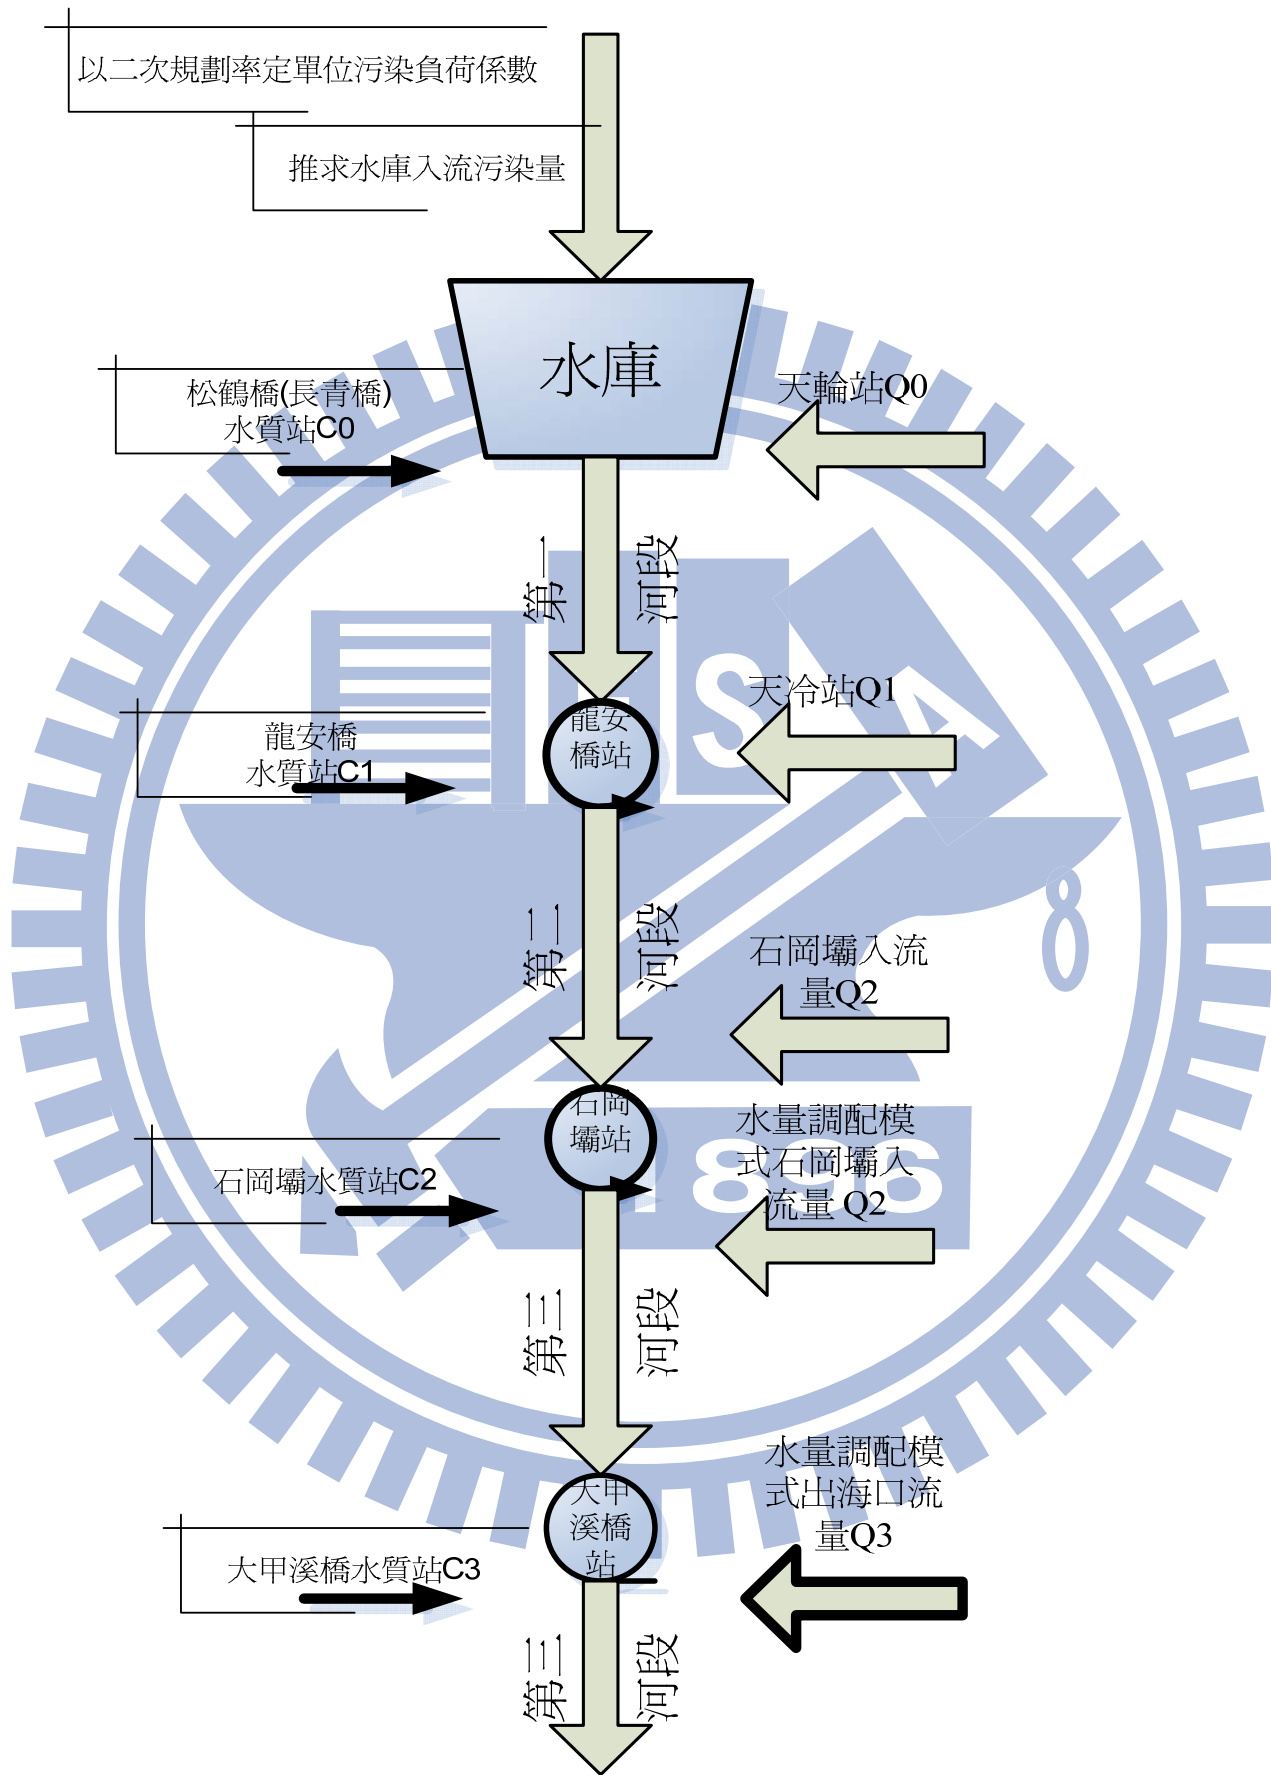 以二次規劃率定單位污染負荷係數
推求水庫入流污染量
水庫
松鶴橋(長青橋)
水質站C0
天輪站Q0
第一
河段
龍安橋
水質站C1
龍安
橋站
天冷站Q1
第二
河段
石岡壩入流
量Q2
石岡
壩站
石岡壩水質站C2
水量調配模
式石岡壩入
流量 Q2
第三
河段
大甲
溪橋
站
大甲溪橋水質站C3
水量調配模
式出海口流
量Q3
第三
河段
ESA
1896